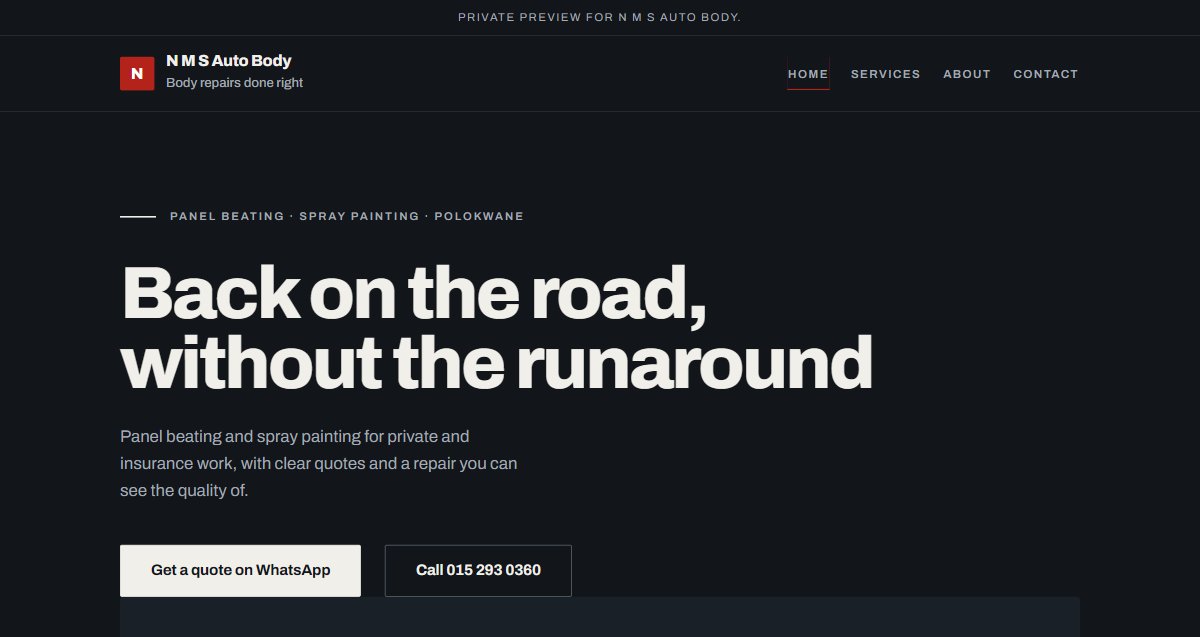 PRIVATE PREVIEW FOR N M S AUTO BODY.
N
N M S Auto Body
Body repairs done right
HOME SERVICES ABOUT CONTACT
PANEL BEATING · SPRAY PAINTING · POLOKWANE
Back on the road,
without the runaround
Panel beating and spray painting for private and
insurance work, with clear quotes and a repair you can
see the quality of.
Get a quote on WhatsApp
Call 015 293 0360